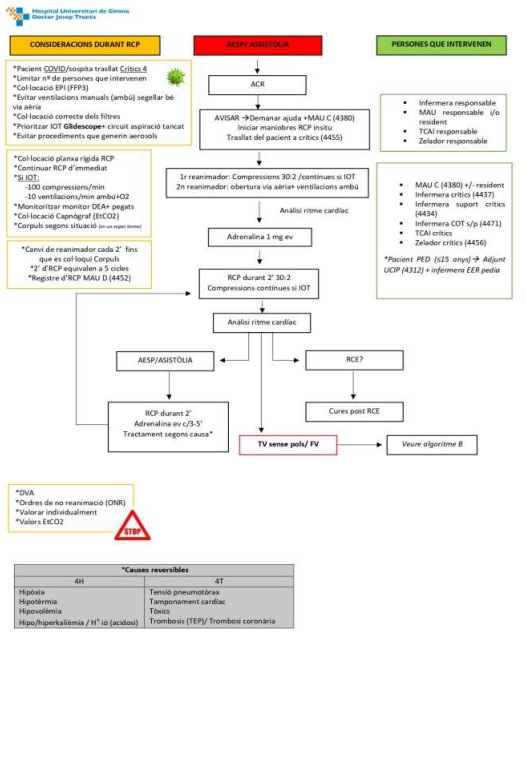 Hospital Universitari de Girona
Doctor Josep Trueta
CONSIDERACIONS DURANT RCP
*Pacient COVID/sospita trasllat Crítics 4
*Limitar nº de persones que intervenen
*Col·locació EPI (FFP3)
*Evitar ventilacions manuals (ambú) segellar bé
via aèria
*Col·locació correcte dels filtres
*Prioritzar IOT Glidescope+ circuit aspiració tancat
*Evitar procediments que generin aerosols
*Col·locació planxa rígida RCP
*Continuar RCP d'immediat
*Si IOT:
-100 compressions/min
-10 ventilacions/min ambú+O2
*Monitoritzar monitor DEA+ pegats
*Col·locació Capnògraf (EtCO2)
*Corpuls segons situació (en un segon terme)
*Canvi de reanimador cada 2' fins
que es col·loqui Corpuls
*2' d'RCP equivalen a 5 cicles
*Registre d'RCP MAU D (4452)
AESP/ ASSISTÒLIA
ACR
AVISAR →Demanar ajuda +MAU C (4380)
Iniciar maniobres RCP insitu
Trasllat del pacient a crítics (4455)
1r reanimador: Compressions 30:2 /continues si IOT
2n reanimador: obertura via aèria+ ventilacions ambú
Anàlisi ritme cardíac
Adrenalina 1 mg ev
RCP durant 2' 30:2
Compressions contínues si IOT
Anàlisi ritme cardíac
AESP/ASISTÒLIA
RCE?
RCP durant 2'
Adrenalina ev c/3-5'
Tractament segons causa*
Cures post RCE
TV sense pols/ FV
Veure algoritme B
PERSONES QUE INTERVENEN
• Infermera responsable
• MAU responsable i/o
resident
• TCAI responsable
• Zelador responsable
• MAU C (4380) +/- resident
• Infermera crítics (4437)
• Infermera suport crítics
(4434)
• Infermera COT s/p (4471)
• TCAI crítics
• Zelador crítics (4456)
*Pacient PED (≤15 anys)→ Adjunt
UCIP (4312) + infermera EER pedia
*DVA
*Ordres de no reanimació (ONR)
*Valorar individualment
*Valors EtCO2
STOP
*Causes reversibles
4H 4T
Hipòxia Tensió pneumotòrax
Hipotèrmia Tamponament cardíac
Hipovolèmia Tòxics
Hipo/hiperkalièmia / H⁺ ió (acidosi) Trombosis (TEP)/ Trombosi coronària